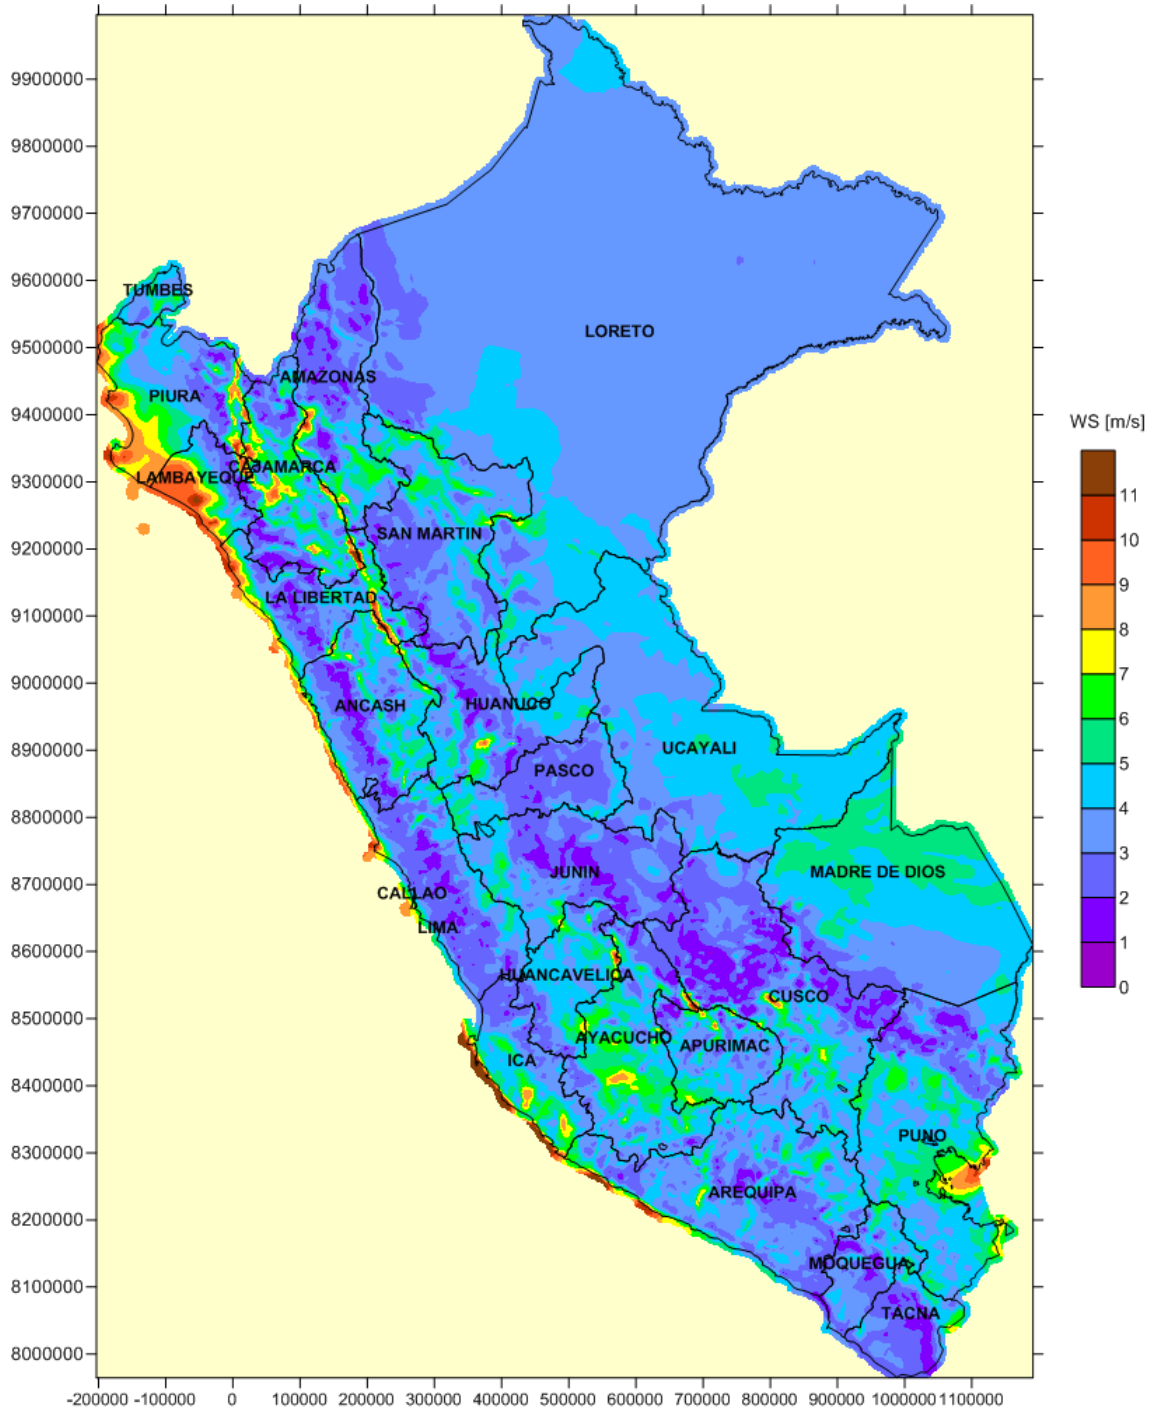 9900000
9800000
9700000
9600000
TUMBES
LORETO
9500000
AMAZONAS
PIURA
9400000
WS [m/s]
CAJAMARCA
LAMBAYEQUE
9300000
11
SAN MARTIN
10
9200000
9
LA LIBERTAD
9100000
8
7
9000000
ANCASH
HUANUCO
6
8900000
UCAYALI
5
PASCO
8800000
4
3
JUNIN
MADRE DE DIOS
8700000
CALLAO
2
LIMA
1
8600000
HUANCAVELICA
0
CUSCO
8500000
AYACUCHO
APURIMAC
ICA
8400000
PUNO
8300000
AREQUIPA
8200000
MOQUEGUA
8100000
TACNA
8000000
-200000 -100000 0 100000 200000 300000 400000 500000 600000 700000 800000 900000 1000000 1100000